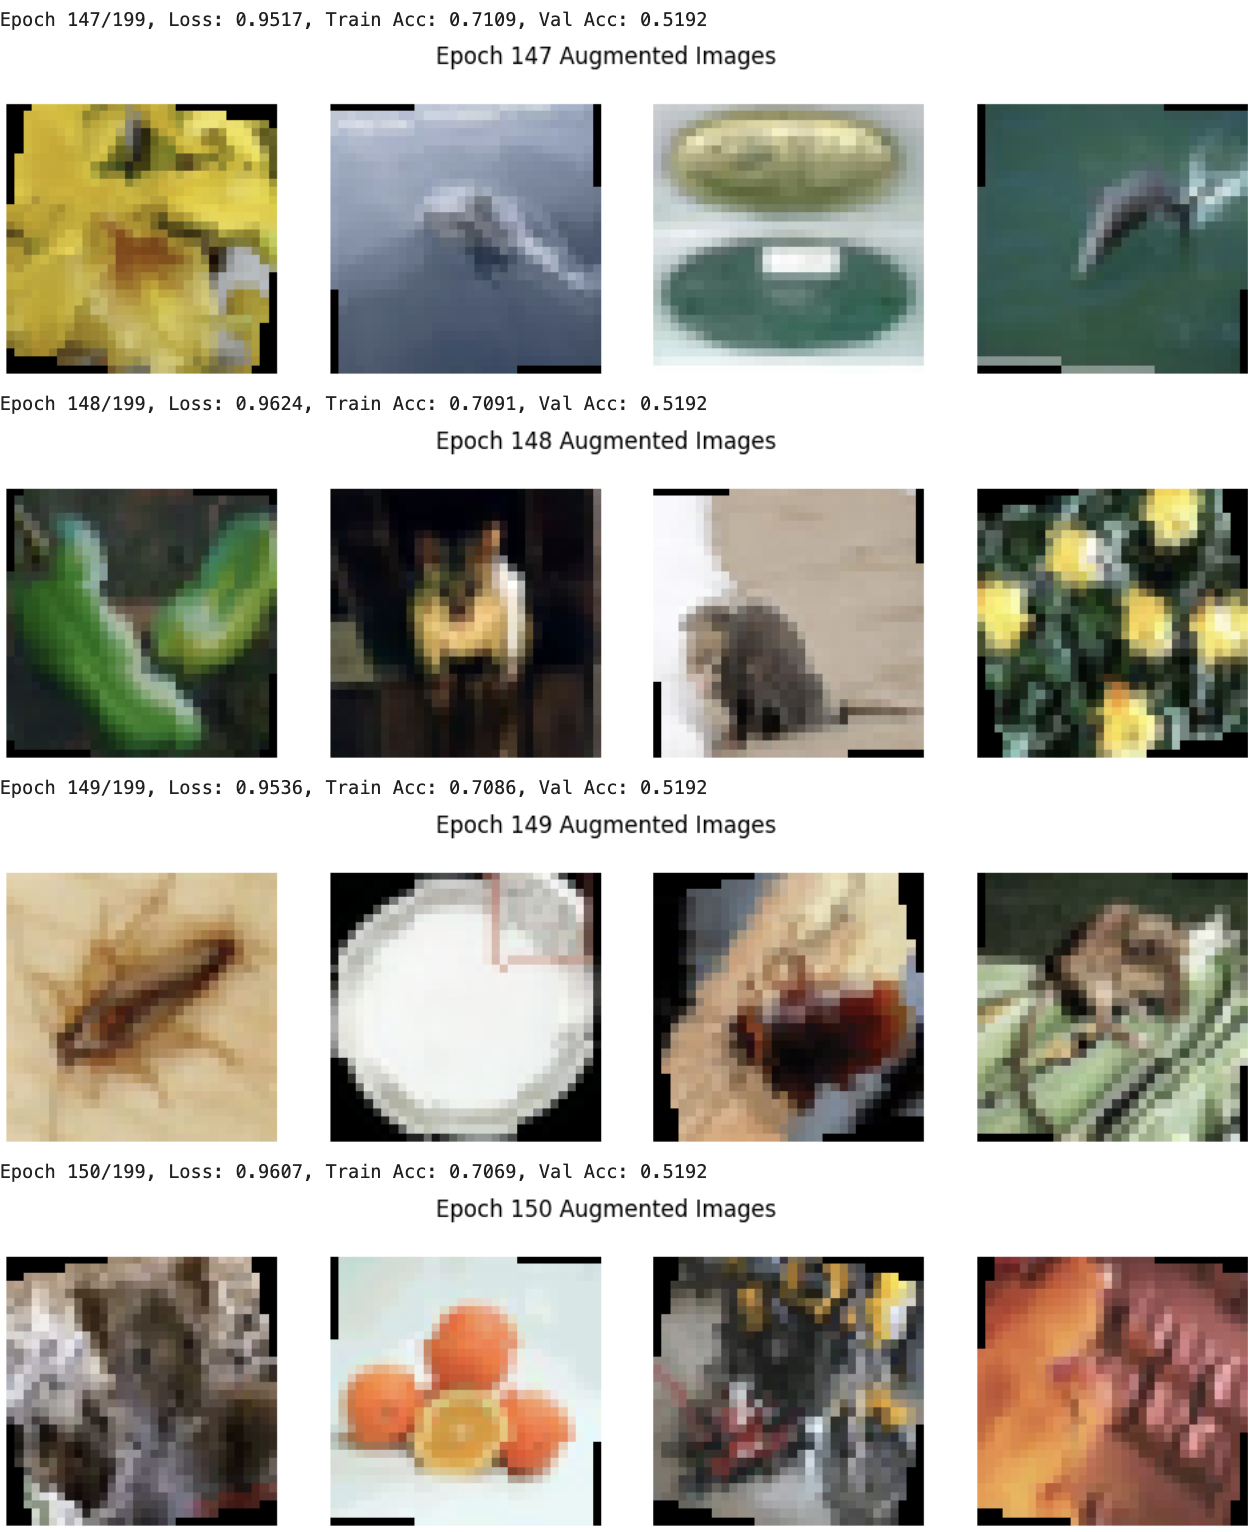 Epoch 147/199, Loss: 0.9517, Train Acc: 0.7109, Val Acc: 0.5192
Epoch 147 Augmented Images
Epoch 148/199, Loss: 0.9624, Train Acc: 0.7091, Val Acc: 0.5192
Epoch 148 Augmented Images
Epoch 149/199, Loss: 0.9536, Train Acc: 0.7086, Val Acc: 0.5192
Epoch 149 Augmented Images
Epoch 150/199, Loss: 0.9607, Train Acc: 0.7069, Val Acc: 0.5192
Epoch 150 Augmented Images